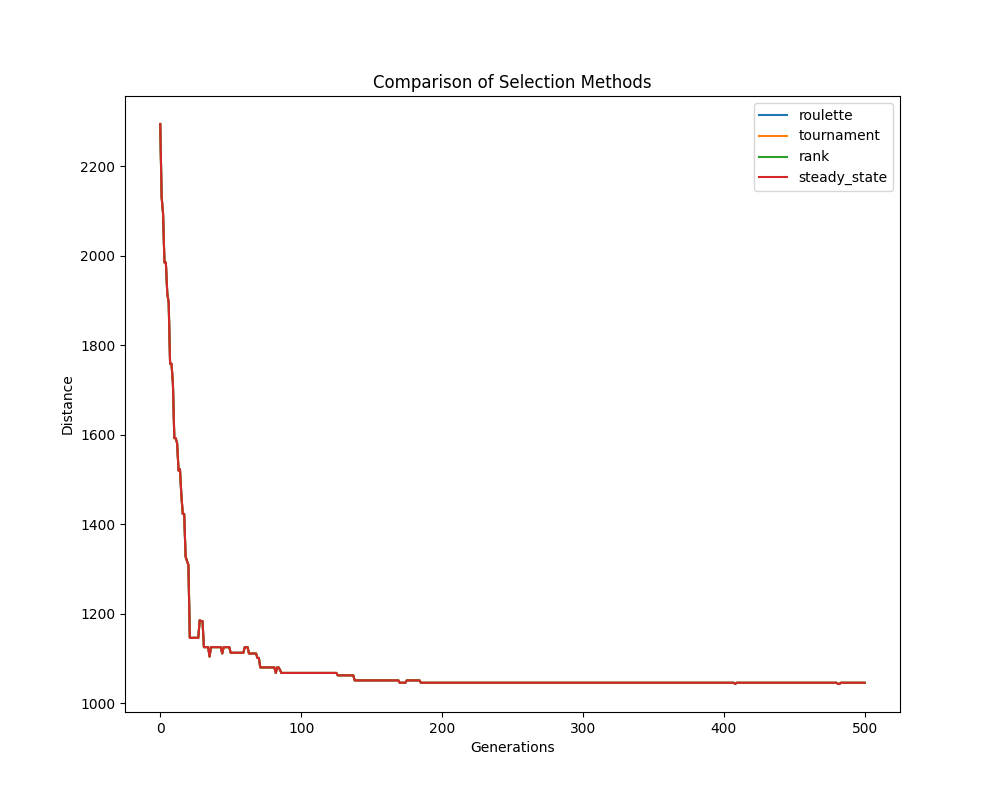 Comparison of Selection Methods
roulette
tournament
rank
steady_state
2200
2000
1800
1600
1400
1200
1000
Distance
0 100 200 300 400 500
Generations